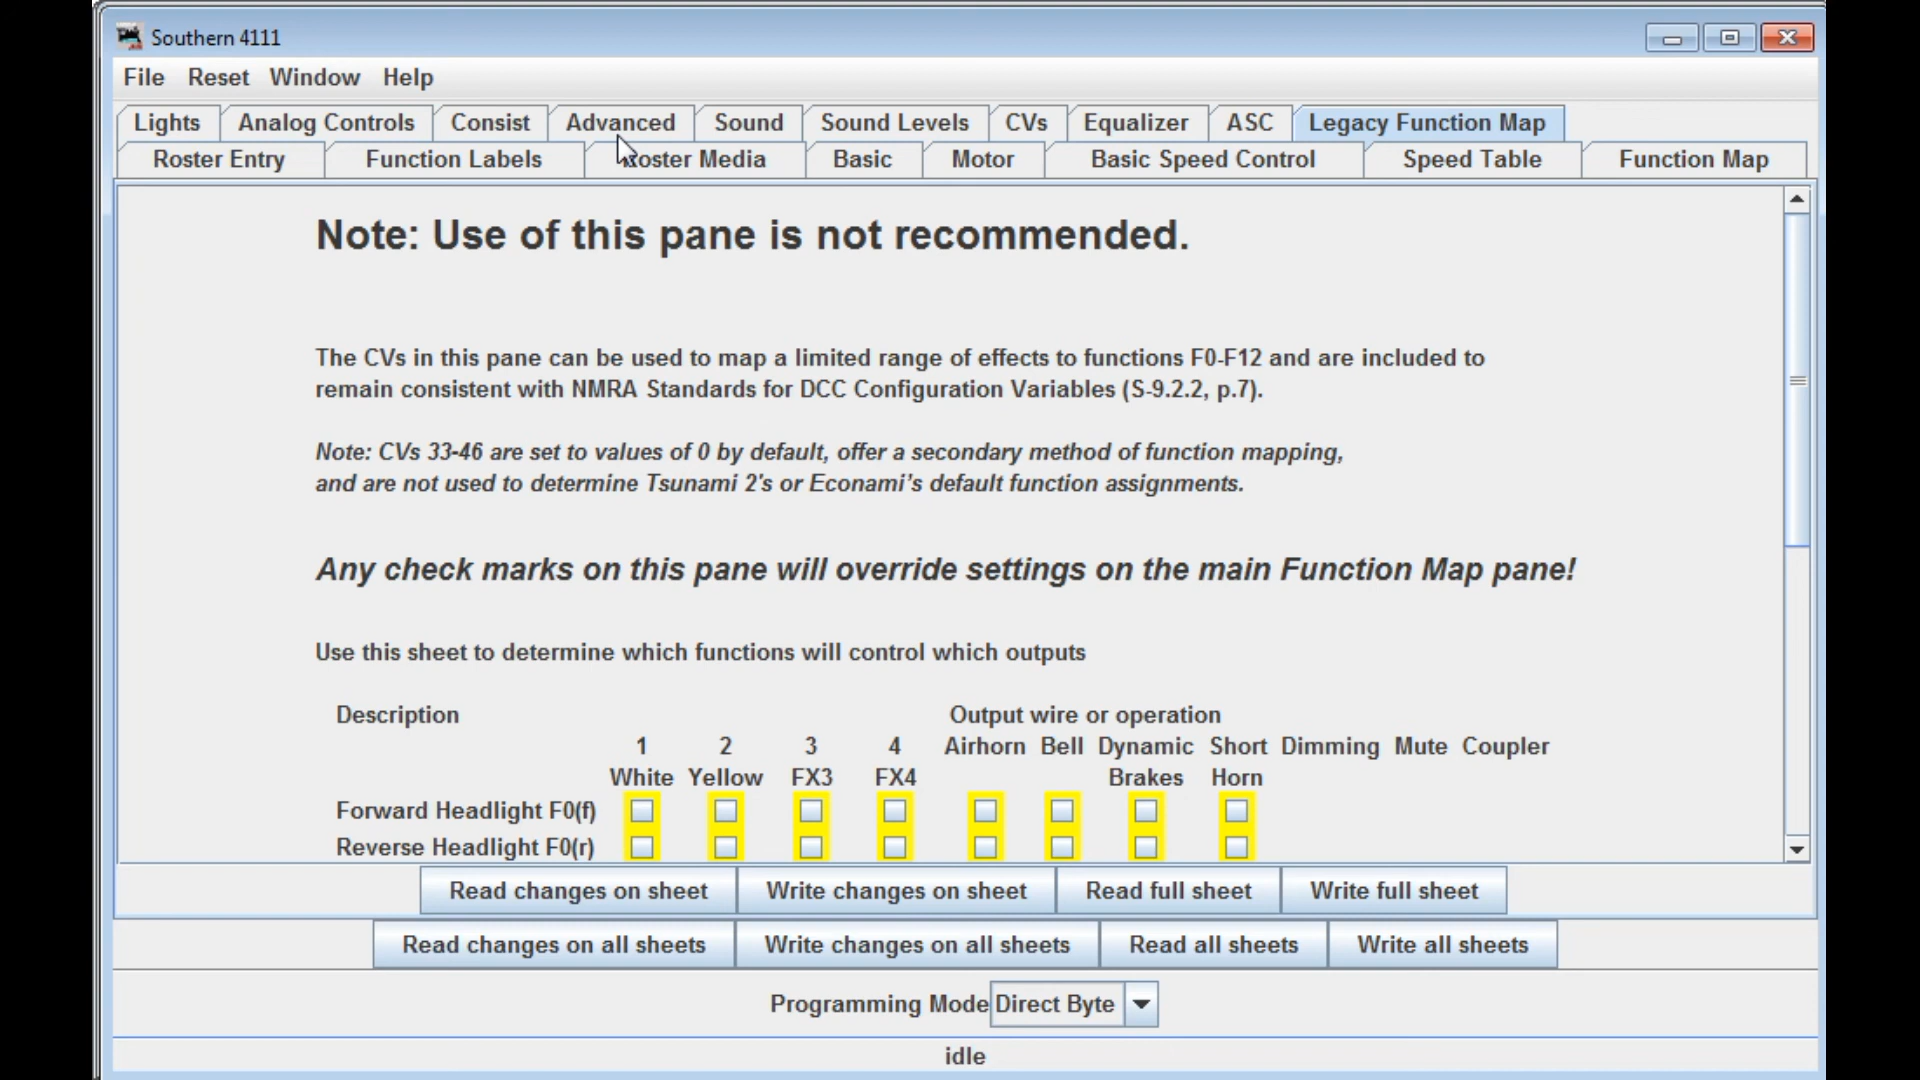 Southern 4111
File Reset Window Help
Lights Analog Controls Consist Advanced Sound Sound Levels CVs Equalizer ASC Legacy Function Map
Roster Entry Function Labels Roster Media Basic Motor Basic Speed Control Speed Table Function Map
Note: Use of this pane is not recommended.
The CVs in this pane can be used to map a limited range of effects to functions F0-F12 and are included to
remain consistent with NMRA Standards for DCC Configuration Variables (S-9.2.2, p.7).
Note: CVs 33-46 are set to values of 0 by default, offer a secondary method of function mapping,
and are not used to determine Tsunami 2's or Econami’s default function assignments.
Any check marks on this pane will override settings on the main Function Map pane!
Use this sheet to determine which functions will control which outputs
Description Output wire or operation
1 2 3 4 Airhorn Bell Dynamic Short Dimming Mute Coupler
White Yellow FX3 FX4 Brakes Horn
Forward Headlight F0(f)
Reverse Headlight F0(r)
Read changes on sheet Write changes on sheet Read full sheet Write full sheet
Read changes on all sheets Write changes on all sheets Read all sheets Write all sheets
Programming Mode Direct Byte
idle